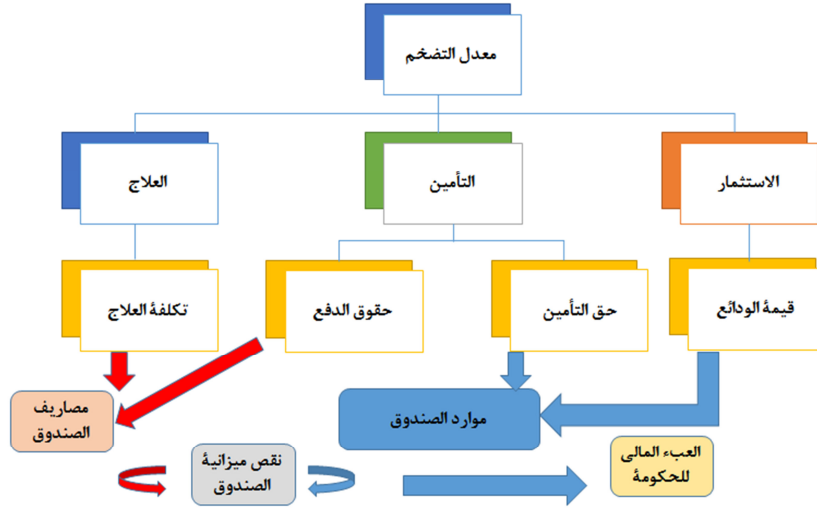 معدل التضخم
الاستثمار
التأمين
العلاج
قيمة الودائع
حق التأمين
حقوق الدفع
تكلفة العلاج
موارد الصندوق
مصاريف
الصندوق
العبء المالى
للحكومة
نقص ميزانية
الصندوق